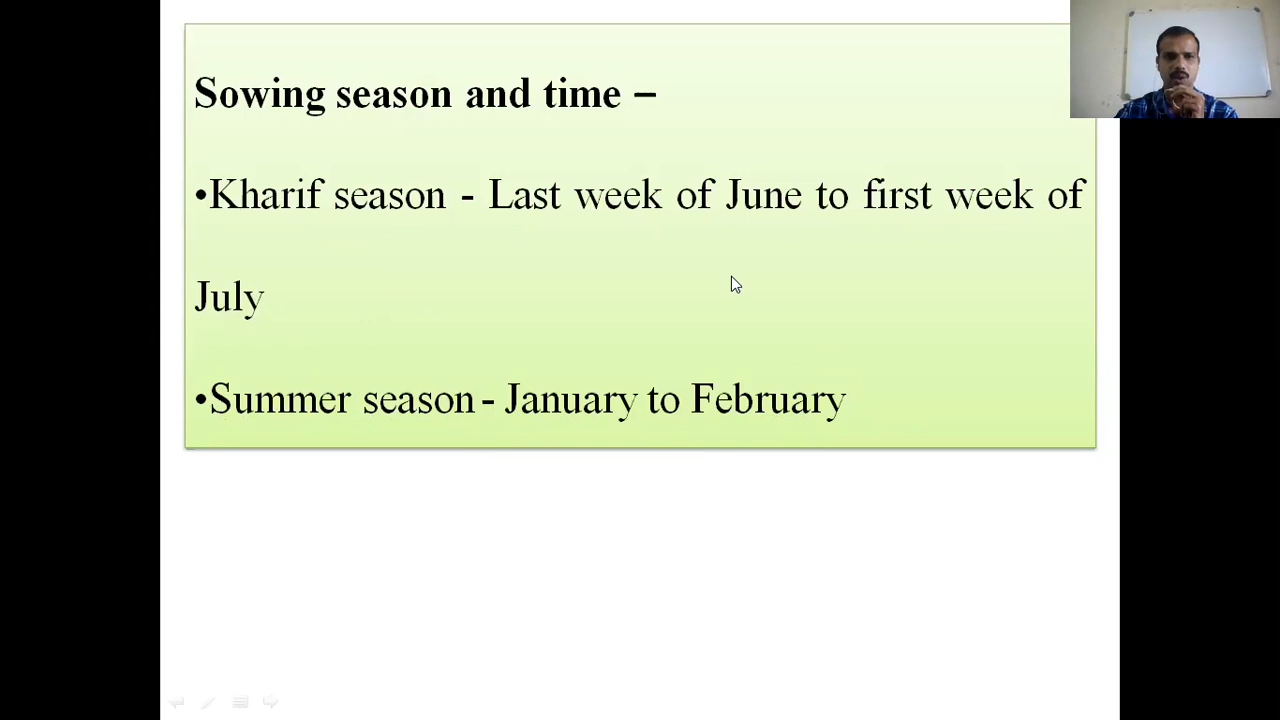 Sowing season and time –
•Kharif season - Last week of June to first week of
July
•Summer season - January to February